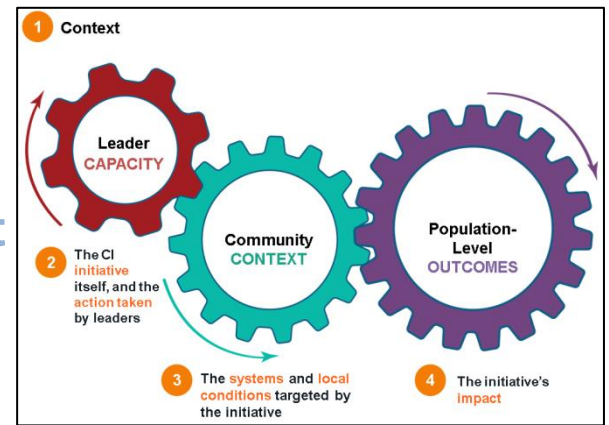 1 Context
Leader
CAPACITY
Community
CONTEXT
Population-
Level
OUTCOMES
2 The CI
initiative
itself, and the
action taken
by leaders
3 The systems and local
conditions targeted by
the initiative
4 The initiative's
impact